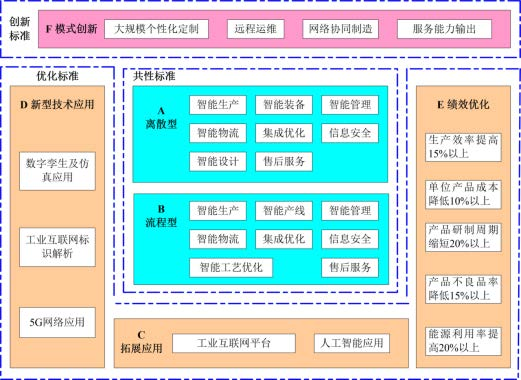 创新
标准
F 模式创新
大规模个性化定制
远程运维
网络协同制造
服务能力输出
优化标准
D 新型技术应用
数字孪生及仿
真应用
工业互联网标
识解析
5G网络应用
共性标准
A
离散型
智能生产
智能装备
智能管理
智能物流
集成优化
信息安全
智能设计
售后服务
B
流程型
智能生产
智能产线
智能管理
智能物流
集成优化
信息安全
智能工艺优化
售后服务
C
拓展应用
工业互联网平台
人工智能应用
E 绩效优化
生产效率提高
15%以上
单位产品成本
降低10%以上
产品研制周期
缩短20%以上
产品不良品率
降低15%以上
能源利用率提
高20%以上